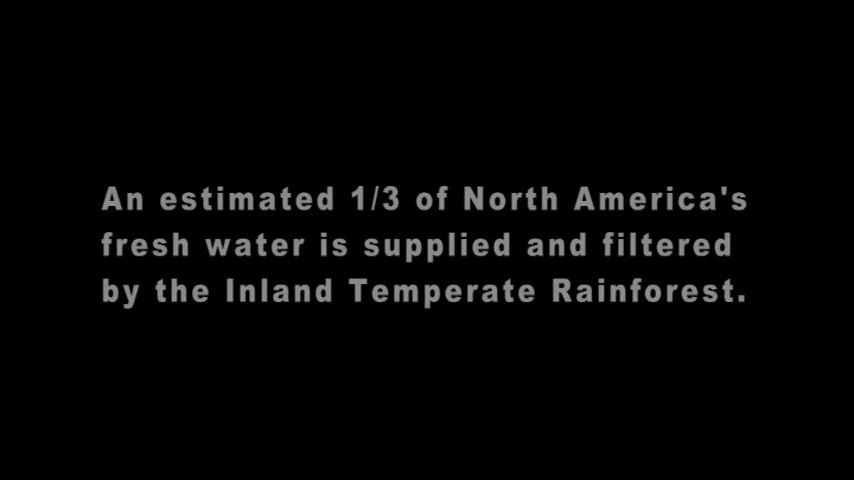 An estimated 1/3 of North America's
fresh water is supplied and filtered
by the Inland Temperate Rainforest.